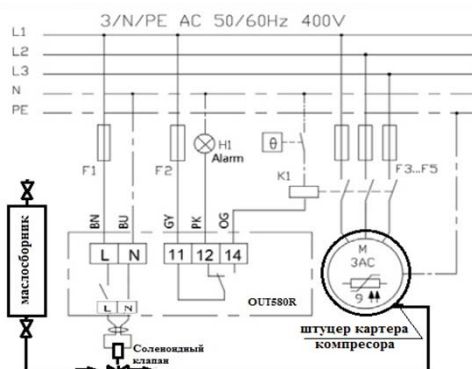 3/N/PE AC 50/60Hz 400V
L1
L2
L3
N
PE
F1
F2
H1
Alarm
θ
K1
F3...F5
BN
BU
GY
PK
OG
L N
11 12 14
M
3AC
9
OUT580R
L N
маслосборник
Соленоидный
клапан
штуцер картера
компресора